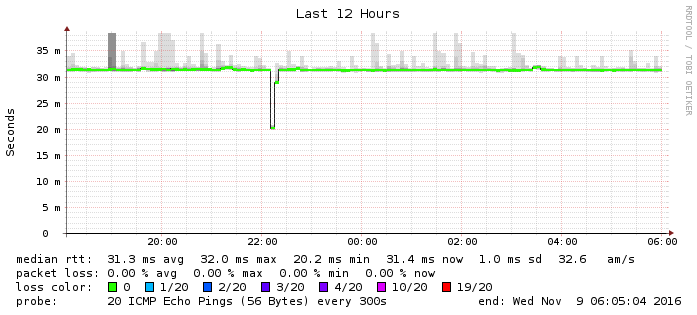 Last 12 Hours
RRDTOOL / TOBI OETIKER
Seconds
35 m
30 m
25 m
20 m
15 m
10 m
5 m
0
20:00 22:00 00:00 02:00 04:00 06:00
median rtt: 31.3 ms avg 32.0 ms max 20.2 ms min 31.4 ms now 1.0 ms sd 32.6 am/s
packet loss: 0.00 % avg 0.00 % max 0.00 % min 0.00 % now
loss color: 0 1/20 2/20 3/20 4/20 10/20 19/20
probe: 20 ICMP Echo Pings (56 Bytes) every 300s end: Wed Nov 9 06:05:04 2016